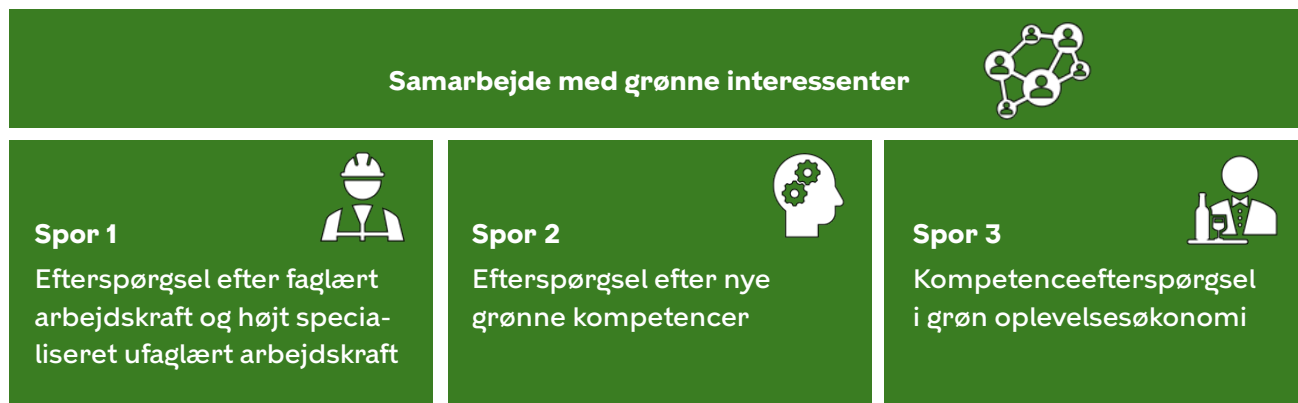 Samarbejde med grønne interessenter
Spor 1
Efterspørgsel efter faglært
arbejdskraft og højt specia-
liseret ufaglært arbejdskraft
Spor 2
Efterspørgsel efter nye
grønne kompetencer
Spor 3
Kompetenceefterspørgsel
i grøn oplevelsesøkonomi